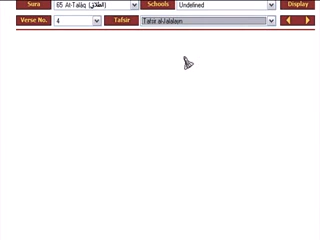 Sura 65 At-Talâq (الطلاق) Schools Undefined Display
Verse No. 4 Tafsir Tafsir al-Jalalayn